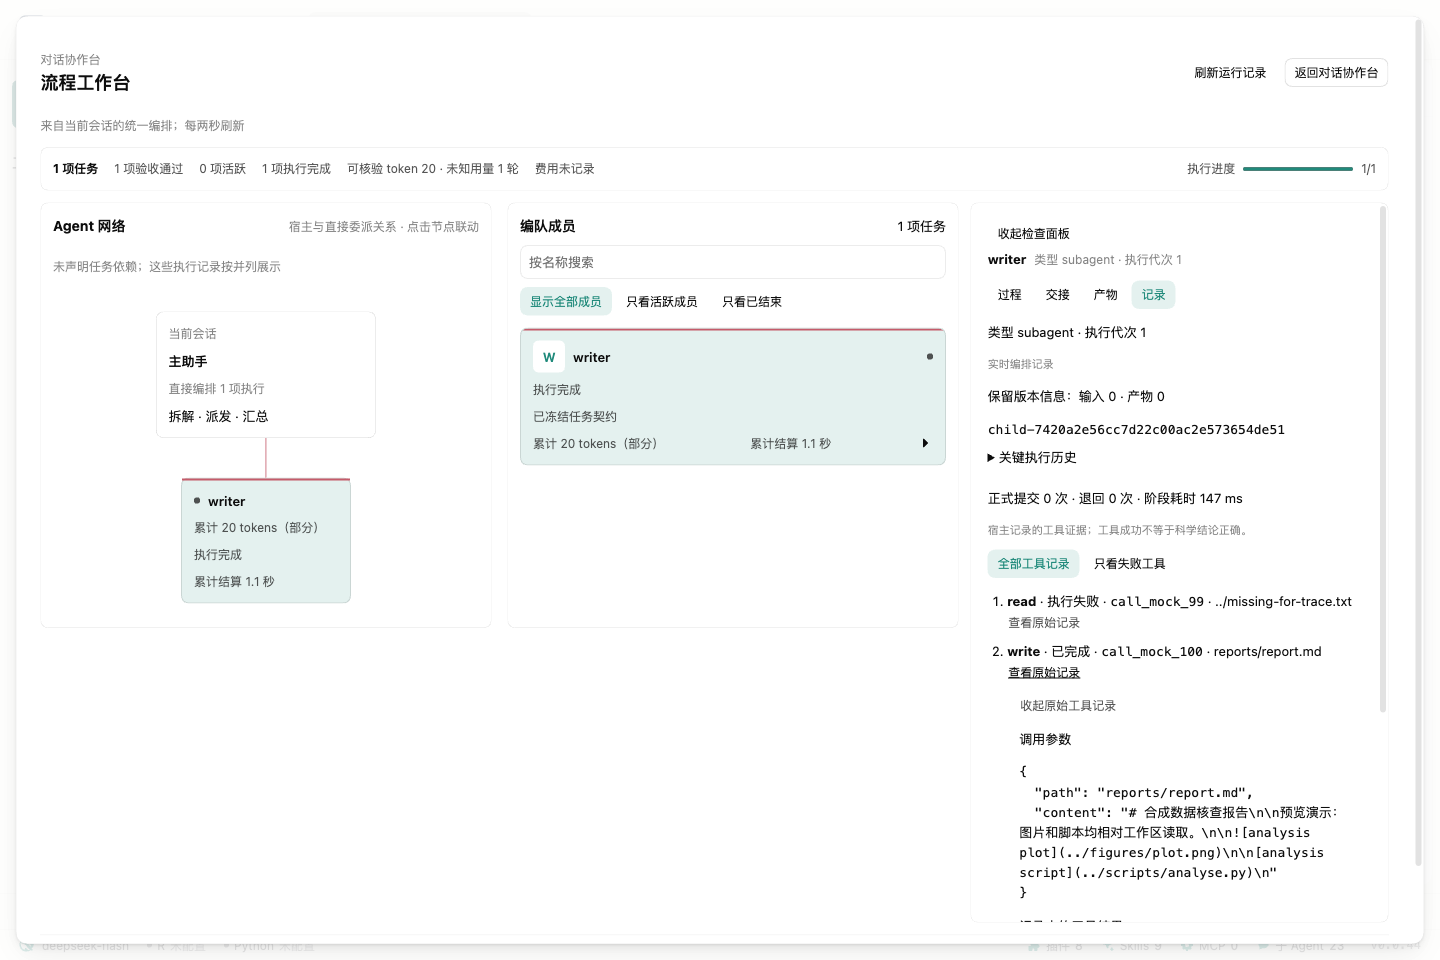 对话协作台
流程工作台
刷新运行记录
返回对话协作台
来自当前会话的统一编排；每两秒刷新
1 项任务 1 项验收通过 0 项活跃 1 项执行完成 可核验 token 20 · 未知用量 1 轮 费用未记录
执行进度 1/1
Agent 网络
宿主与直接委派关系 · 点击节点联动
未声明任务依赖；这些执行记录按并列展示
当前会话
主助手
直接编排 1 项执行
拆解 · 派发 · 汇总
writer
累计 20 tokens（部分）
执行完成
累计结算 1.1 秒
编队成员
1 项任务
按名称搜索
显示全部成员 只看活跃成员 只看已结束
W writer
执行完成
已冻结任务契约
累计 20 tokens（部分） 累计结算 1.1 秒
收起检查面板
writer 类型 subagent · 执行代次 1
过程 交接 产物 记录
类型 subagent · 执行代次 1
实时编排记录
保留版本信息：输入 0 · 产物 0
child-7420a2e56cc7d22c00ac2e573654de51
关键执行历史
正式提交 0 次 · 退回 0 次 · 阶段耗时 147 ms
宿主记录的工具证据；工具成功不等于科学结论正确。
全部工具记录 只看失败工具
1. read · 执行失败 · call_mock_99 · ../missing-for-trace.txt
查看原始记录
2. write · 已完成 · call_mock_100 · reports/report.md
查看原始记录
收起原始工具记录
调用参数
{
"path": "reports/report.md",
"content": "# 合成数据核查报告\n\n预览演示：
图片和脚本均相对工作区读取。\n\n![analysis
plot](../figures/plot.png)\n\n[analysis
script](../scripts/analyse.py)\n"
}
deepseek-flash R 未配置 Python 未配置
插件 8 Skills 9 MCP 0 子 Agent 23